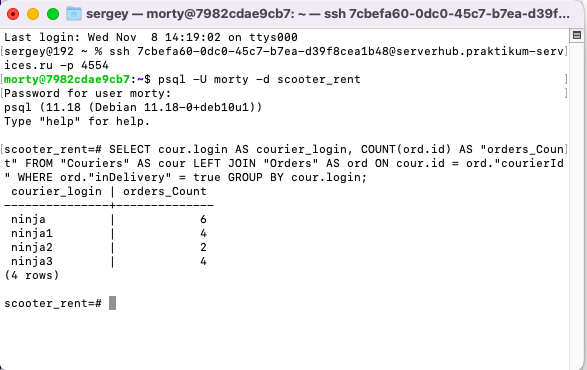 sergey — morty@7982cdae9cb7: ~ — ssh 7cbefa60-0dc0-45c7-b7ea-d39f...
Last login: Wed Nov  8 14:19:02 on ttys000
[sergey@192 ~ % ssh 7cbefa60-0dc0-45c7-b7ea-d39f8cea1b48@serverhub.praktikum-serv]
ices.ru -p 4554
[morty@7982cdae9cb7:~$ psql -U morty -d scooter_rent ]
Password for user morty: ]
psql (11.18 (Debian 11.18-0+deb10u1))
Type "help" for help.
[scooter_rent=# SELECT cour.login AS courier_login, COUNT(ord.id) AS "orders_Coun]
t" FROM "Couriers" AS cour LEFT JOIN "Orders" AS ord ON cour.id = ord."courierId
" WHERE ord."inDelivery" = true GROUP BY cour.login;
 courier_login | orders_Count
---------------+--------------
 ninja         |            6
 ninja1        |            4
 ninja2        |            2
 ninja3        |            4
(4 rows)
scooter_rent=#